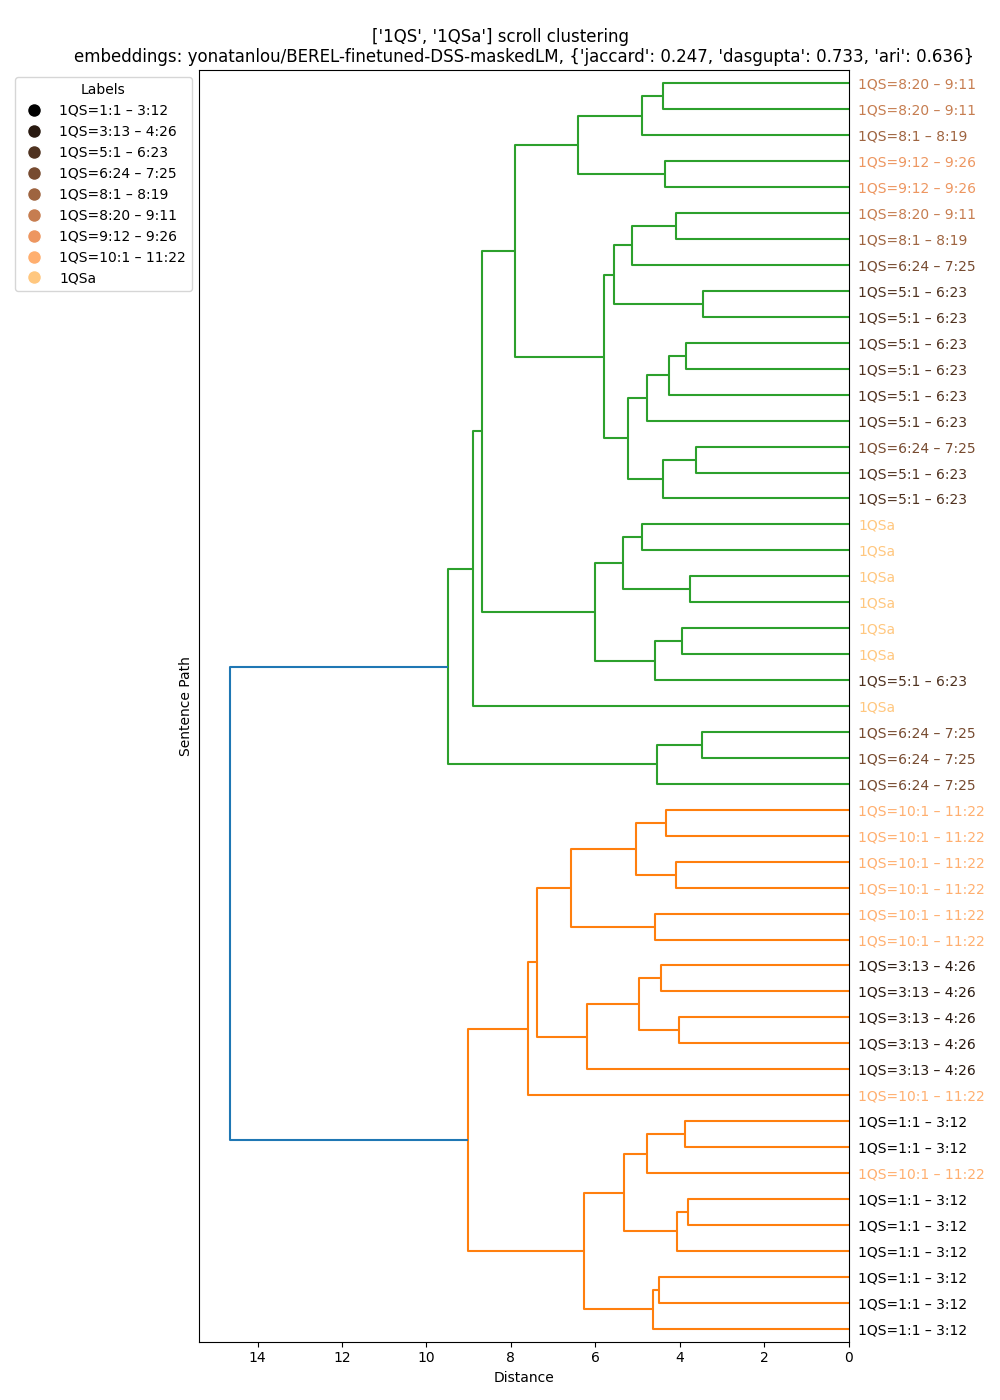 ['1QS', '1QSa'] scroll clustering
embeddings: yonatanlou/BEREL-finetuned-DSS-maskedLM, {'jaccard': 0.247, 'dasgupta': 0.733, 'ari': 0.636}
Labels
1QS=1:1 – 3:12
1QS=3:13 – 4:26
1QS=5:1 – 6:23
1QS=6:24 – 7:25
1QS=8:1 – 8:19
1QS=8:20 – 9:11
1QS=9:12 – 9:26
1QS=10:1 – 11:22
1QSa
Sentence Path
1QS=8:20 – 9:11
1QS=8:20 – 9:11
1QS=8:1 – 8:19
1QS=9:12 – 9:26
1QS=9:12 – 9:26
1QS=8:20 – 9:11
1QS=8:1 – 8:19
1QS=6:24 – 7:25
1QS=5:1 – 6:23
1QS=5:1 – 6:23
1QS=5:1 – 6:23
1QS=5:1 – 6:23
1QS=5:1 – 6:23
1QS=5:1 – 6:23
1QS=6:24 – 7:25
1QS=5:1 – 6:23
1QS=5:1 – 6:23
1QSa
1QSa
1QSa
1QSa
1QSa
1QSa
1QS=5:1 – 6:23
1QSa
1QS=6:24 – 7:25
1QS=6:24 – 7:25
1QS=6:24 – 7:25
1QS=10:1 – 11:22
1QS=10:1 – 11:22
1QS=10:1 – 11:22
1QS=10:1 – 11:22
1QS=10:1 – 11:22
1QS=10:1 – 11:22
1QS=3:13 – 4:26
1QS=3:13 – 4:26
1QS=3:13 – 4:26
1QS=3:13 – 4:26
1QS=3:13 – 4:26
1QS=10:1 – 11:22
1QS=1:1 – 3:12
1QS=1:1 – 3:12
1QS=10:1 – 11:22
1QS=1:1 – 3:12
1QS=1:1 – 3:12
1QS=1:1 – 3:12
1QS=1:1 – 3:12
1QS=1:1 – 3:12
1QS=1:1 – 3:12
14 12 10 8 6 4 2 0
Distance